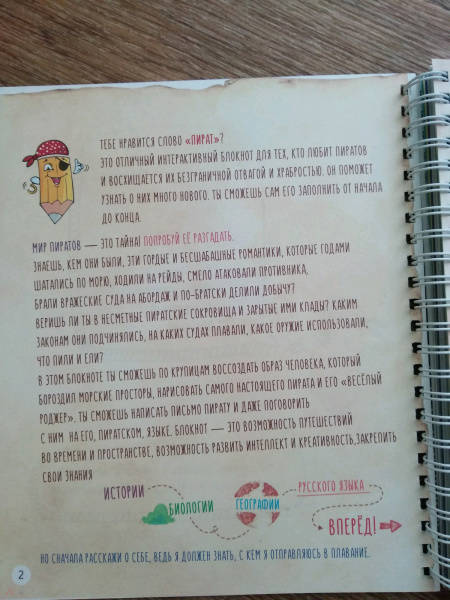 ТЕБЕ НРАВИТСЯ СЛОВО «ПИРАТ»?
ЭТО ОТЛИЧНЫЙ ИНТЕРАКТИВНЫЙ БЛОКНОТ ДЛЯ ТЕХ, КТО ЛЮБИТ ПИРАТОВ
И ВОСХИЩАЕТСЯ ИХ БЕЗГРАНИЧНОЙ ОТВАГОЙ И ХРАБРОСТЬЮ. ОН ПОМОЖЕТ
УЗНАТЬ О НИХ МНОГО НОВОГО. ТЫ СМОЖЕШЬ САМ ЕГО ЗАПОЛНИТЬ ОТ НАЧАЛА
ДО КОНЦА.
МИР ПИРАТОВ — ЭТО ТАЙНА! ПОПРОБУЙ ЕЁ РАЗГАДАТЬ.
ЗНАЕШЬ, КЕМ ОНИ БЫЛИ, ЭТИ ГОРДЫЕ И БЕСШАБАШНЫЕ РОМАНТИКИ, КОТОРЫЕ ГОДАМИ
ШАТАЛИСЬ ПО МОРЮ, ХОДИЛИ НА РЕЙДЫ, СМЕЛО АТАКОВАЛИ ПРОТИВНИКА,
БРАЛИ ВРАЖЕСКИЕ СУДА НА АБОРДАЖ И ПО-БРАТСКИ ДЕЛИЛИ ДОБЫЧУ?
ВЕРИШЬ ЛИ ТЫ В НЕСМЕТНЫЕ ПИРАТСКИЕ СОКРОВИЩА И ЗАРЫТЫЕ ИМИ КЛАДЫ? КАКИМ
ЗАКОНАМ ОНИ ПОДЧИНЯЛИСЬ, НА КАКИХ СУДАХ ПЛАВАЛИ, КАКОЕ ОРУЖИЕ ИСПОЛЬЗОВАЛИ,
ЧТО ПИЛИ И ЕЛИ?
В ЭТОМ БЛОКНОТЕ ТЫ СМОЖЕШЬ ПО КРУПИЦАМ ВОССОЗДАТЬ ОБРАЗ ЧЕЛОВЕКА, КОТОРЫЙ
БОРОЗДИЛ МОРСКИЕ ПРОСТОРЫ, НАРИСОВАТЬ САМОГО НАСТОЯЩЕГО ПИРАТА И ЕГО «ВЕСЁЛЫЙ
РОДЖЕР». ТЫ СМОЖЕШЬ НАПИСАТЬ ПИСЬМО ПИРАТУ И ДАЖЕ ПОГОВОРИТЬ
С НИМ НА ЕГО, ПИРАТСКОМ, ЯЗЫКЕ. БЛОКНОТ — ЭТО ВОЗМОЖНОСТЬ ПУТЕШЕСТВИЙ
ВО ВРЕМЕНИ И ПРОСТРАНСТВЕ, ВОЗМОЖНОСТЬ РАЗВИТЬ ИНТЕЛЛЕКТ И КРЕАТИВНОСТЬ, ЗАКРЕПИТЬ
СВОИ ЗНАНИЯ
ИСТОРИИ
БИОЛОГИИ
ГЕОГРАФИИ
РУССКОГО ЯЗЫКА
ВПЕРЁД!
НО СНАЧАЛА РАССКАЖИ О СЕБЕ, ВЕДЬ Я ДОЛЖЕН ЗНАТЬ, С КЕМ Я ОТПРАВЛЯЮСЬ В ПЛАВАНИЕ.
2